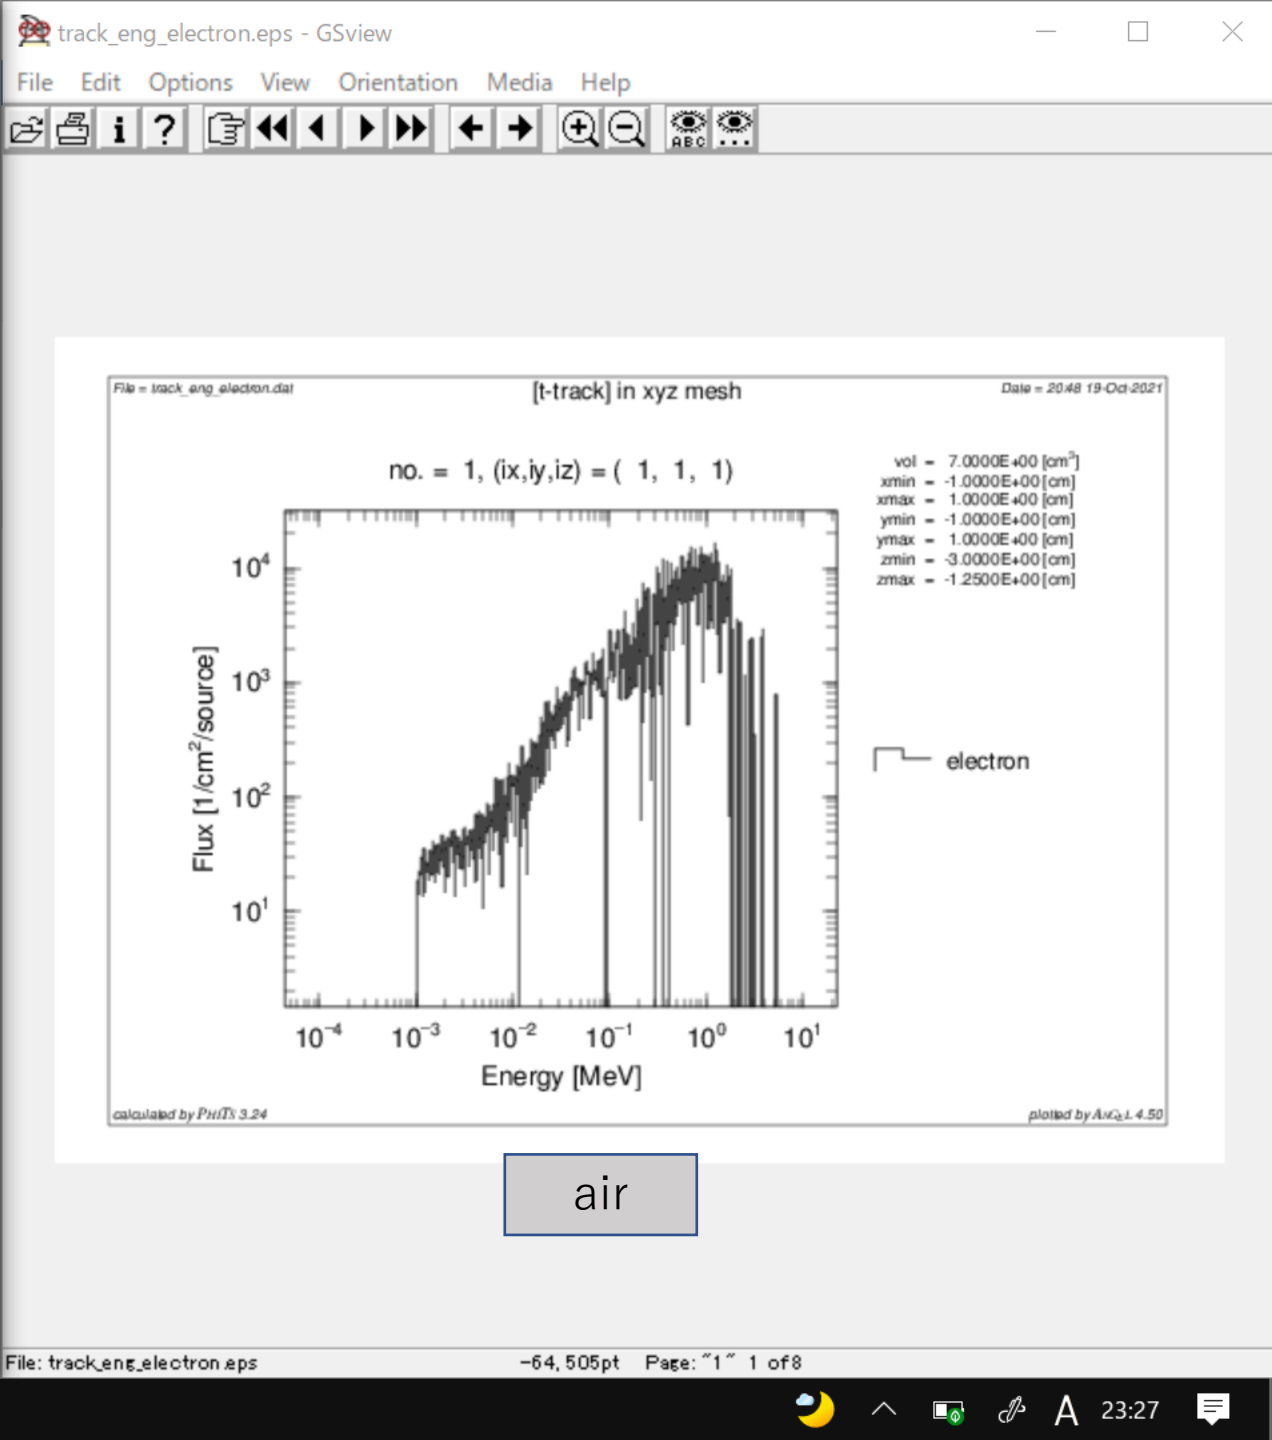 track_eng_electron.eps - GSview
File Edit Options View Orientation Media Help
i ? ABC
File = track_eng_electron.dat
[t-track] in xyz mesh
Date = 20:48 19-Oct-2021
no. = 1, (ix,iy,iz) = ( 1, 1, 1)
vol = 7.0000E+00 [cm³]
xmin = -1.0000E+00 [cm]
xmax = 1.0000E+00 [cm]
ymin = -1.0000E+00 [cm]
ymax = 1.0000E+00 [cm]
zmin = -3.0000E+00 [cm]
zmax = -1.2500E+00 [cm]
10⁴
10³
10²
10¹
Flux [1/cm²/source]
electron
10⁻⁴ 10⁻³ 10⁻² 10⁻¹ 10⁰ 10¹
Energy [MeV]
calculated by PHITS 3.24
plotted by ANGEL 4.50
air
File: track_eng_electron.eps -64, 505pt Page: "1" 1 of 8
A 23:27